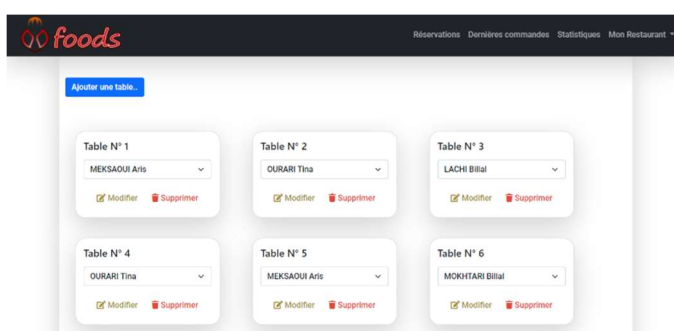 foods
Réservations Dernières commandes Statistiques Mon Restaurant
Ajouter une table..
Table N° 1
MEKSAOUI Aris
Modifier Supprimer
Table N° 2
OURARI Tina
Modifier Supprimer
Table N° 3
LACHI Billal
Modifier Supprimer
Table N° 4
OURARI Tina
Modifier Supprimer
Table N° 5
MEKSAOUI Aris
Modifier Supprimer
Table N° 6
MOKHTARI Billal
Modifier Supprimer